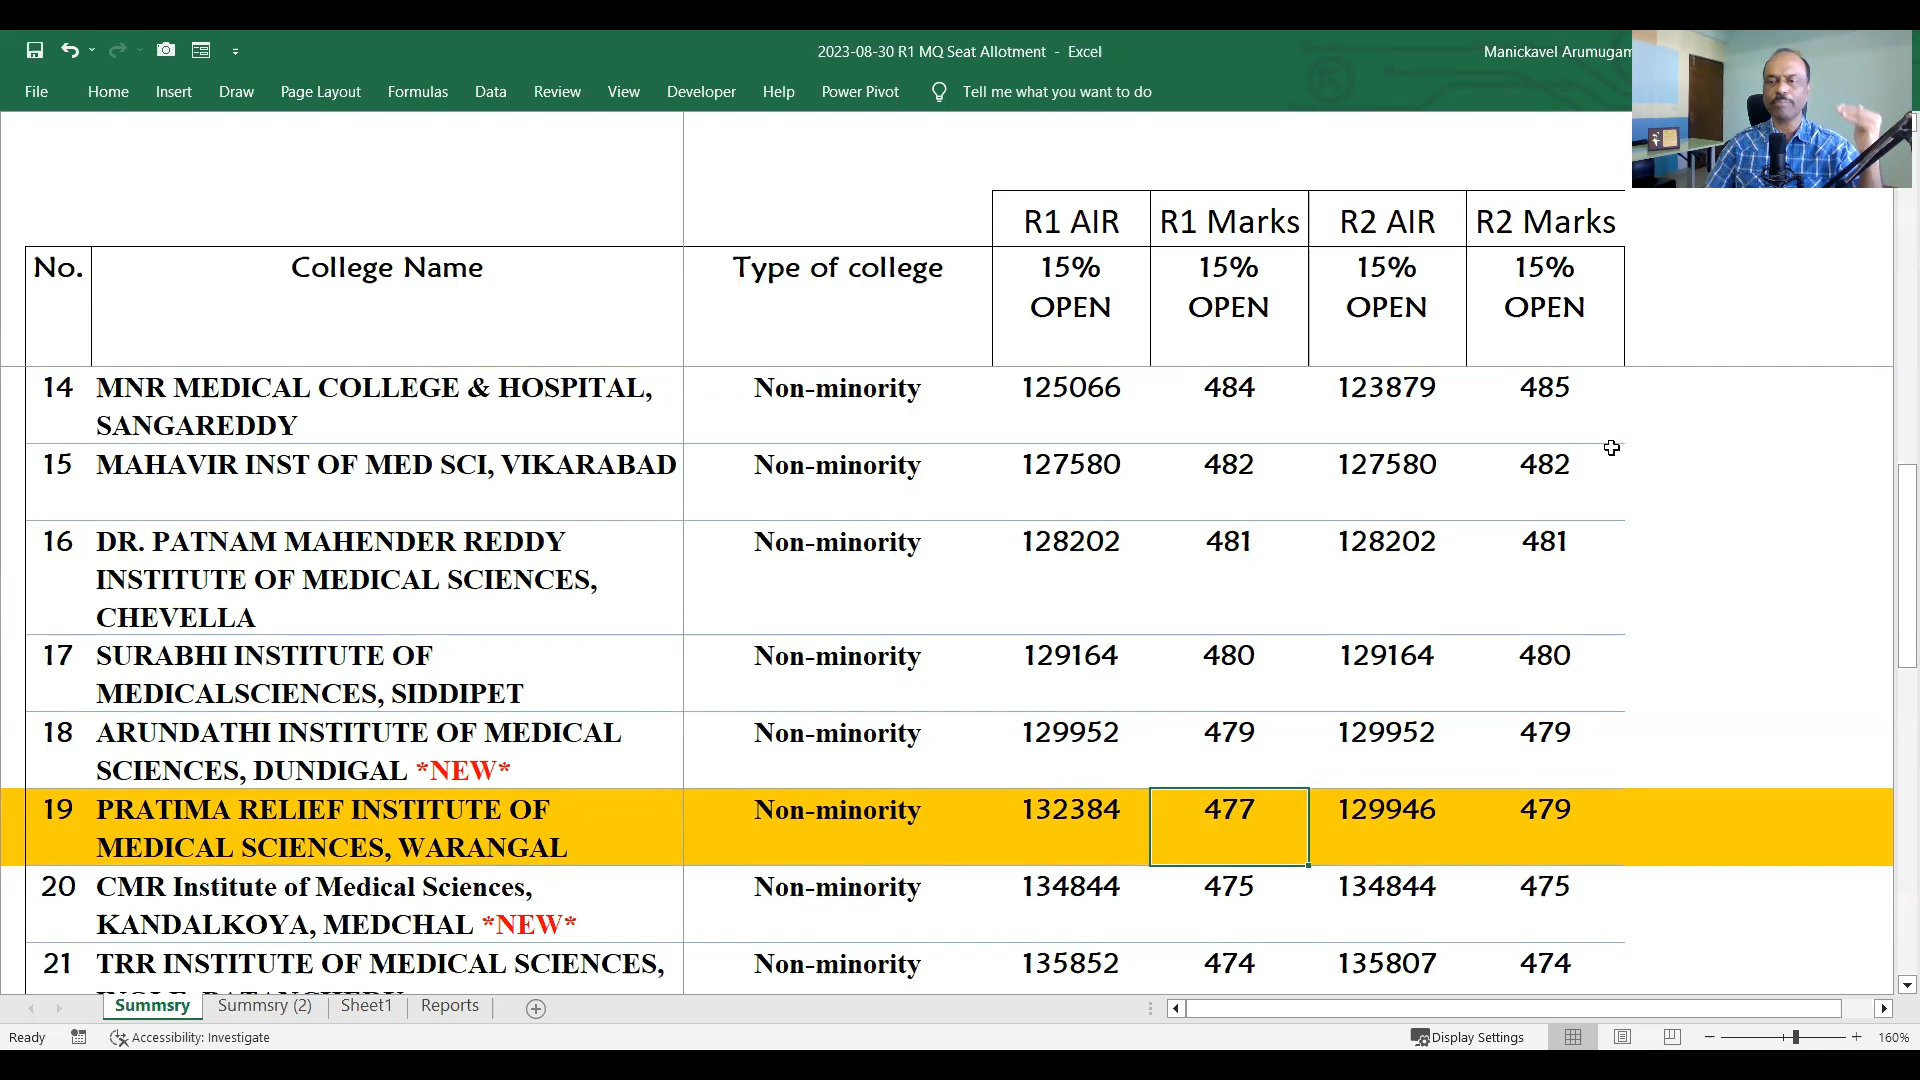 2023-08-30 R1 MQ Seat Allotment - Excel
Manickavel Arumugam
File Home Insert Draw Page Layout Formulas Data Review View Developer Help Power Pivot Tell me what you want to do
R1 AIR R1 Marks R2 AIR R2 Marks
No. College Name Type of college 15% 15% 15% 15%
OPEN OPEN OPEN OPEN
14 MNR MEDICAL COLLEGE & HOSPITAL, Non-minority 125066 484 123879 485
SANGAREDDY
15 MAHAVIR INST OF MED SCI, VIKARABAD Non-minority 127580 482 127580 482
16 DR. PATNAM MAHENDER REDDY Non-minority 128202 481 128202 481
INSTITUTE OF MEDICAL SCIENCES,
CHEVELLA
17 SURABHI INSTITUTE OF Non-minority 129164 480 129164 480
MEDICALSCIENCES, SIDDIPET
18 ARUNDATHI INSTITUTE OF MEDICAL Non-minority 129952 479 129952 479
SCIENCES, DUNDIGAL *NEW*
19 PRATIMA RELIEF INSTITUTE OF Non-minority 132384 477 129946 479
MEDICAL SCIENCES, WARANGAL
20 CMR Institute of Medical Sciences, Non-minority 134844 475 134844 475
KANDALKOYA, MEDCHAL *NEW*
21 TRR INSTITUTE OF MEDICAL SCIENCES, Non-minority 135852 474 135807 474
Summsry Summsry (2) Sheet1 Reports
Ready Accessibility: Investigate Display Settings 160%